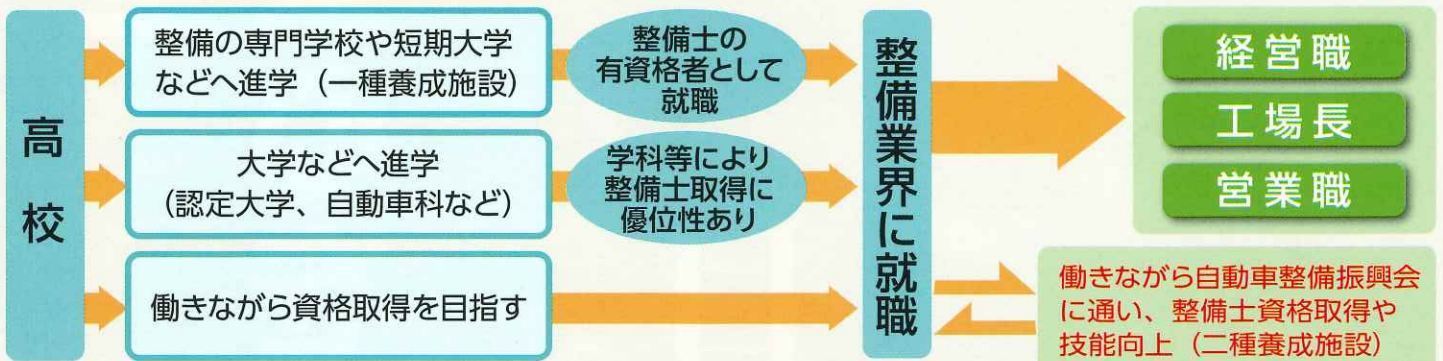 高校
整備の専門学校や短期大学
などへ進学（一種養成施設）
整備士の
有資格者として
就職
大学などへ進学
（認定大学、自動車科など）
学科等により
整備士取得に
優位性あり
働きながら資格取得を目指す
整備業界に就職
経営職
工場長
営業職
働きながら自動車整備振興会
に通い、整備士資格取得や
技能向上（二種養成施設）